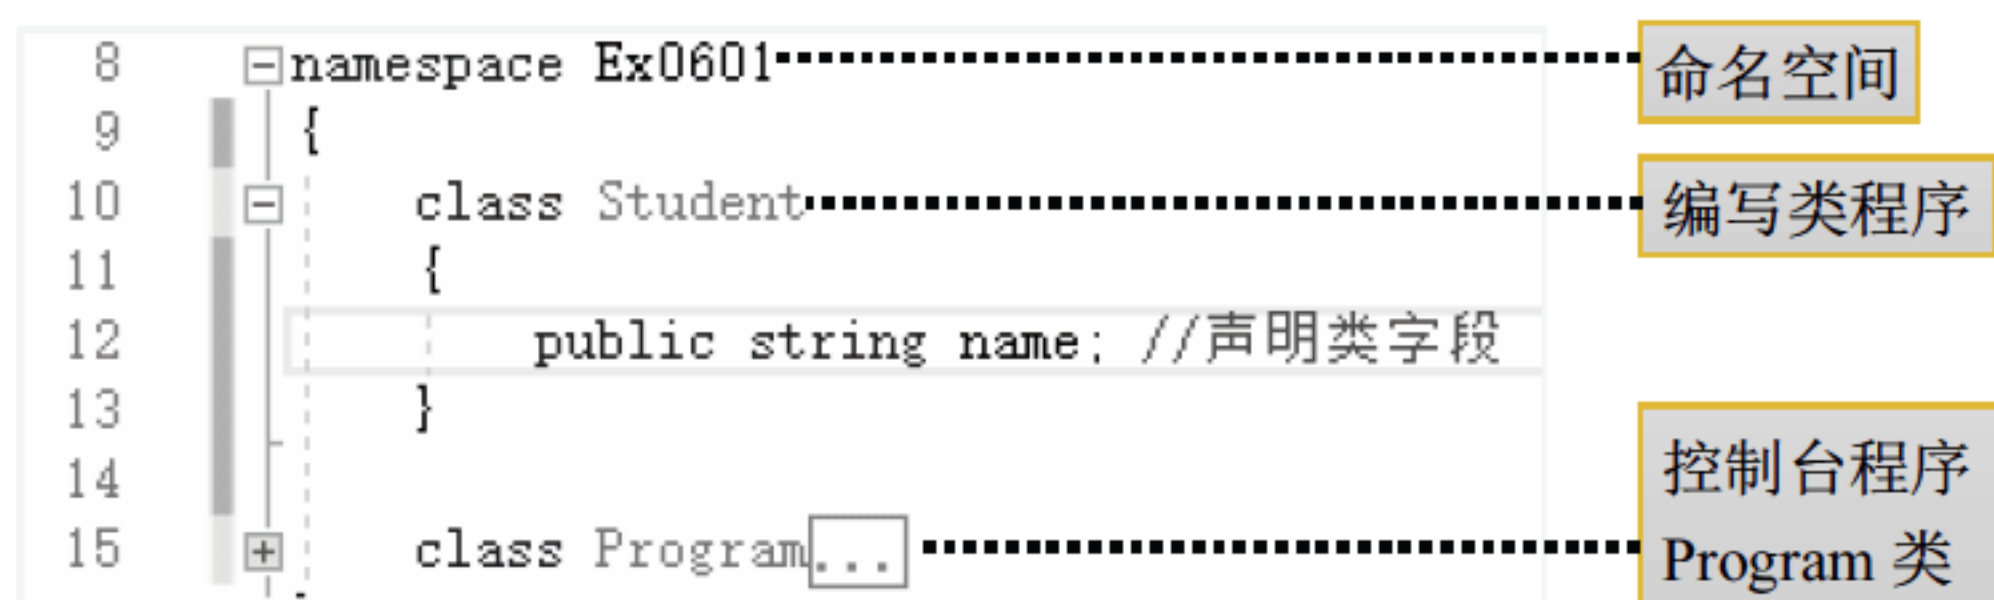 8 namespace Ex0601 命名空间
9 {
10 class Student 编写类程序
11 {
12 public string name; //声明类字段
13 }
14
15 class Program... 控制台程序
Program 类